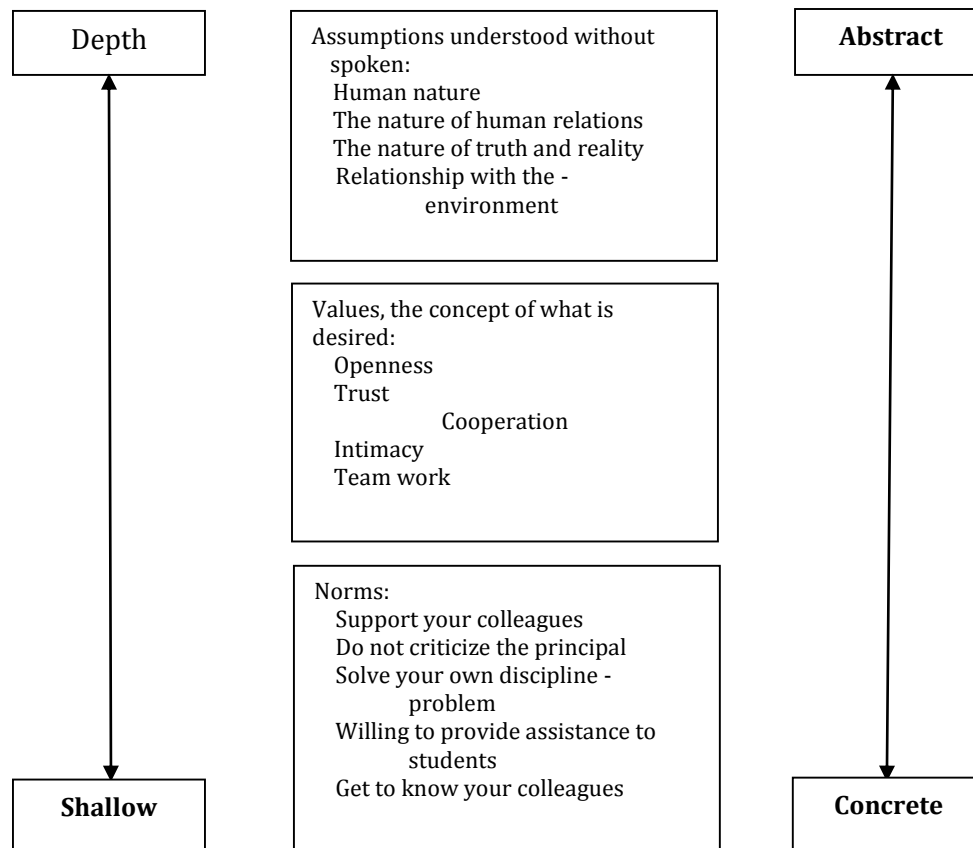 Depth
Assumptions understood without
spoken:
Human nature
The nature of human relations
The nature of truth and reality
Relationship with the -
environment
Abstract
Values, the concept of what is
desired:
Openness
Trust
Cooperation
Intimacy
Team work
Norms:
Support your colleagues
Do not criticize the principal
Solve your own discipline -
problem
Willing to provide assistance to
students
Get to know your colleagues
Shallow
Concrete